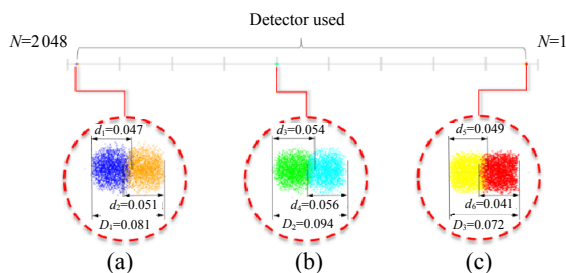 Detector used
N=2 048
N=1
d₁=0.047
d₂=0.051
D₁=0.081
(a)
d₃=0.054
d₄=0.056
D₂=0.094
(b)
d₅=0.049
d₆=0.041
D₃=0.072
(c)